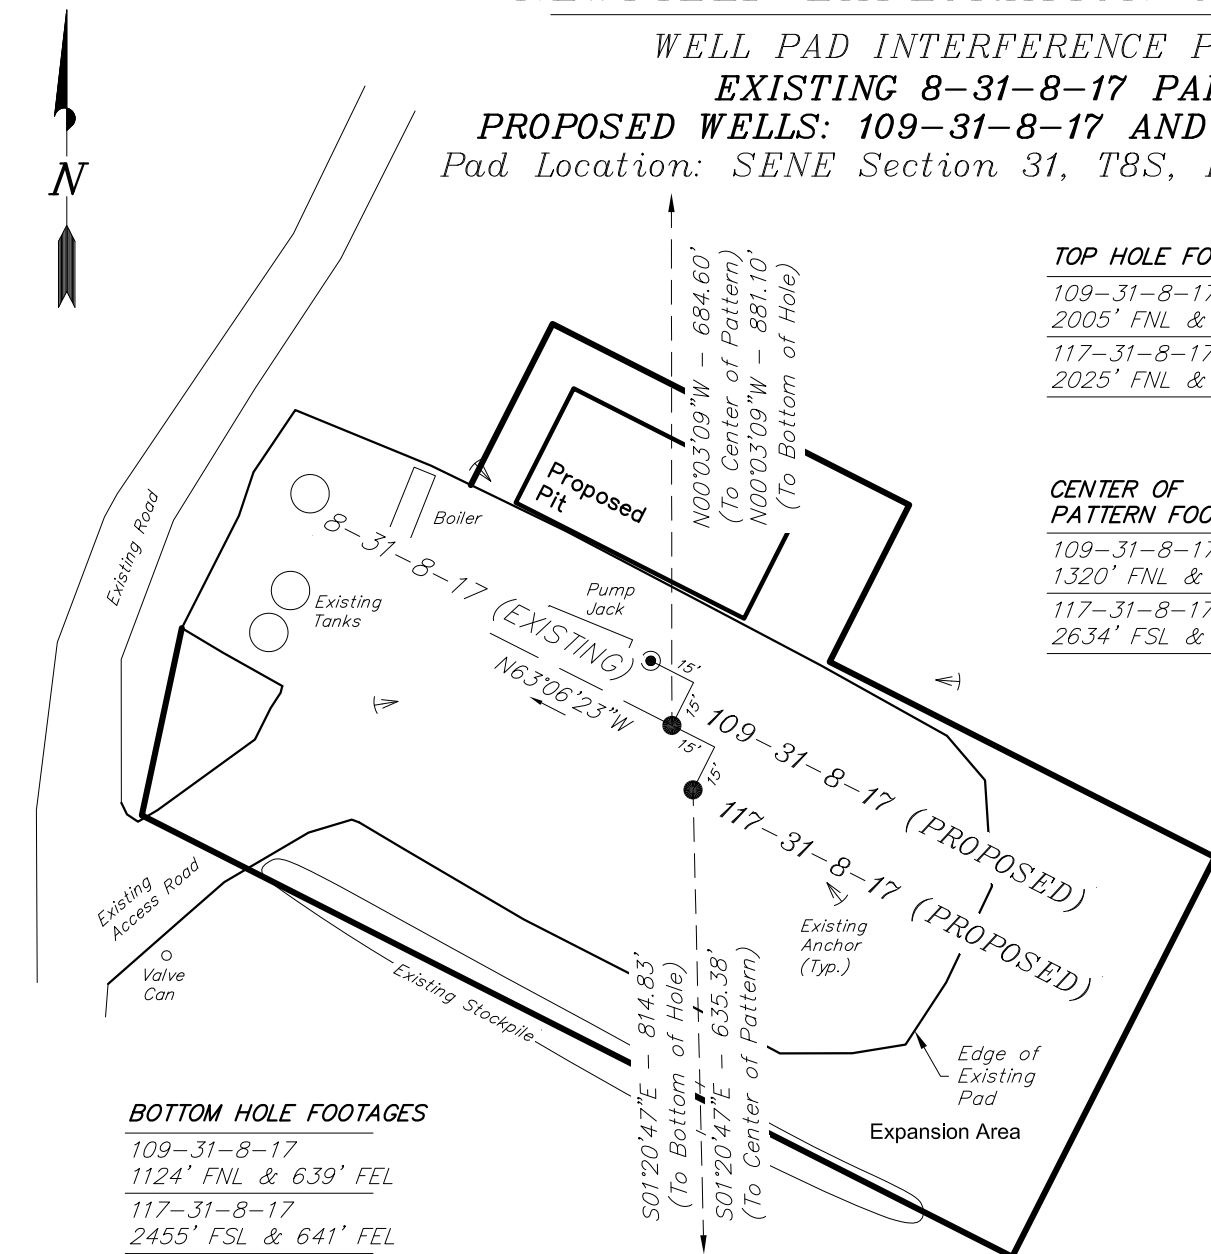 WELL PAD INTERFERENCE P
EXISTING 8-31-8-17 PAD
PROPOSED WELLS: 109-31-8-17 AND
Pad Location: SENE Section 31, T8S,
N
N00°03'09"W - 684.60'
(To Center of Pattern)
N00°03'09"W - 881.10'
(To Bottom of Hole)
TOP HOLE FO
109-31-8-17
2005' FNL &
117-31-8-17
2025' FNL &
CENTER OF
PATTERN FOO
109-31-8-17
1320' FNL &
117-31-8-17
2634' FSL &
Proposed
Pit
Boiler
8-31-8-17 (EXISTING)
Existing Road
Existing
Tanks
Pump
Jack
N63°06'23"W
15'
15'
15'
15'
109-31-8-17 (PROPOSED)
117-31-8-17 (PROPOSED)
Existing
Access Road
Valve
Can
Existing Stockpile
Existing
Anchor
(Typ.)
S01°20'47"E - 814.83'
(To Bottom of Hole)
S01°20'47"E - 635.38'
(To Center of Pattern)
Edge of
Existing
Pad
Expansion Area
BOTTOM HOLE FOOTAGES
109-31-8-17
1124' FNL & 639' FEL
117-31-8-17
2455' FSL & 641' FEL